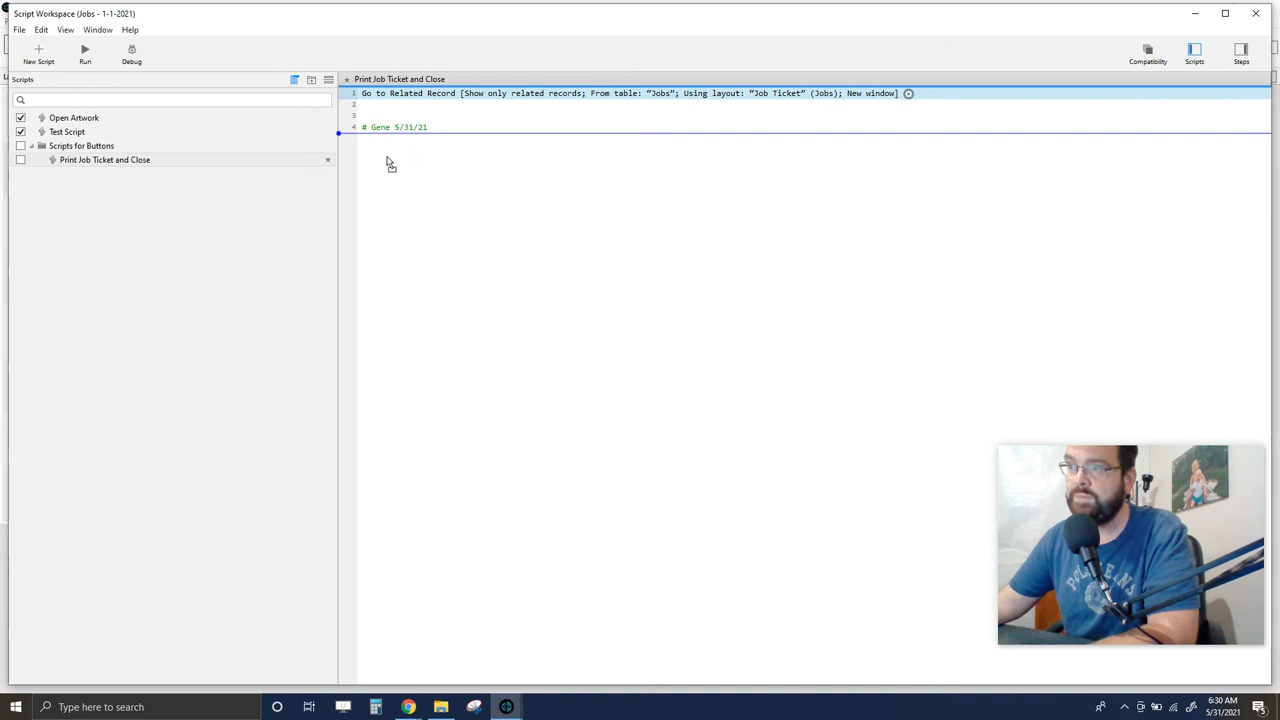 Script Workspace (Jobs - 1-1-2021)
File Edit View Window Help
New Script Run Debug Compatibility Scripts Steps
Scripts
Print Job Ticket and Close
1 Go to Related Record [Show only related records; From table: “Jobs”; Using layout: “Job Ticket” (Jobs); New window]
2
3
4 # Gene 5/31/21
Open Artwork
Test Script
Scripts for Buttons
Print Job Ticket and Close
Type here to search
6:30 AM
5/31/2021
5